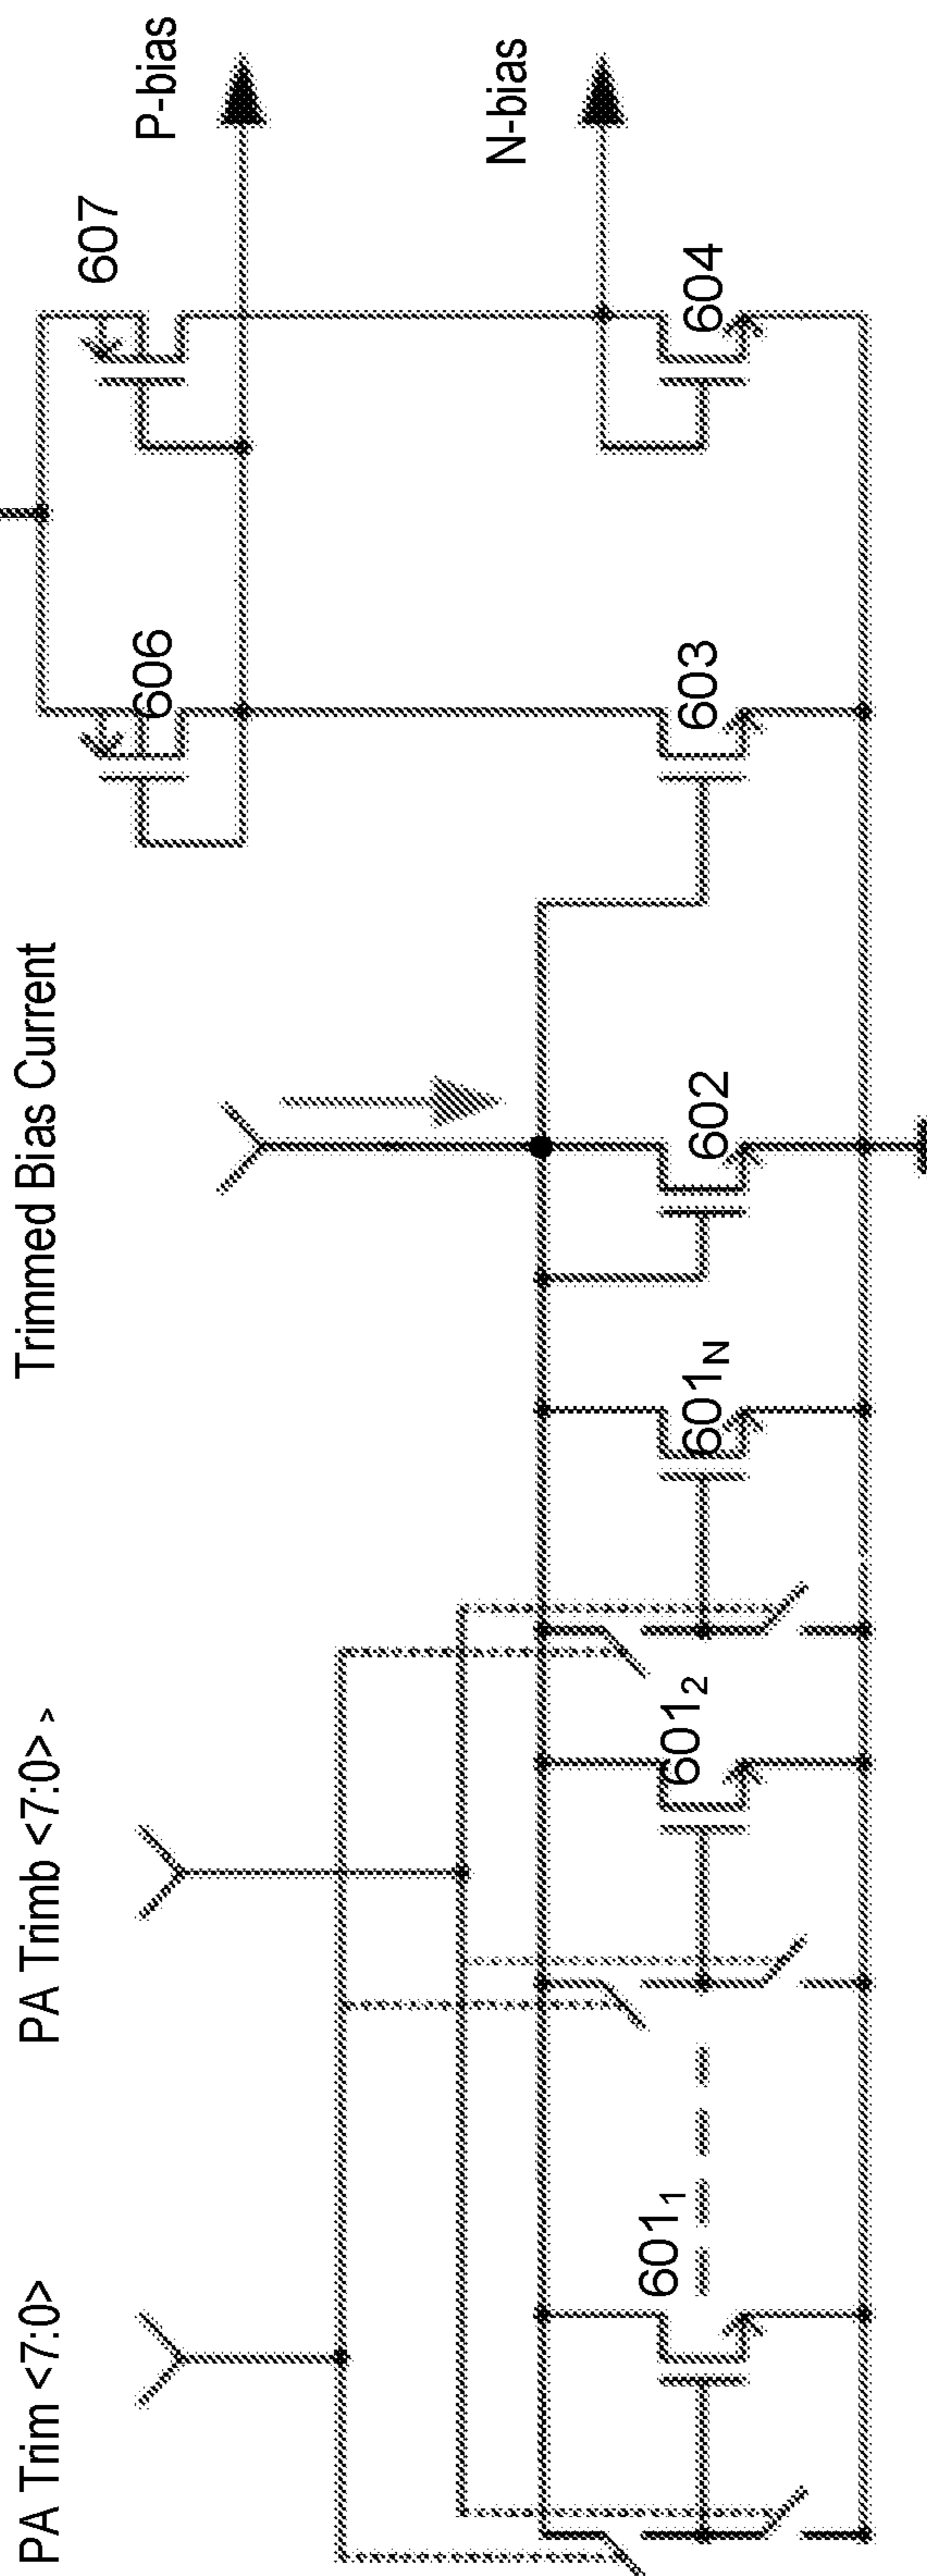 PA Trim <7:0>
PA Trimb <7:0>
Trimmed Bias Current
606
607
P-bias
N-bias
601₁
601₂
601N
602
603
604